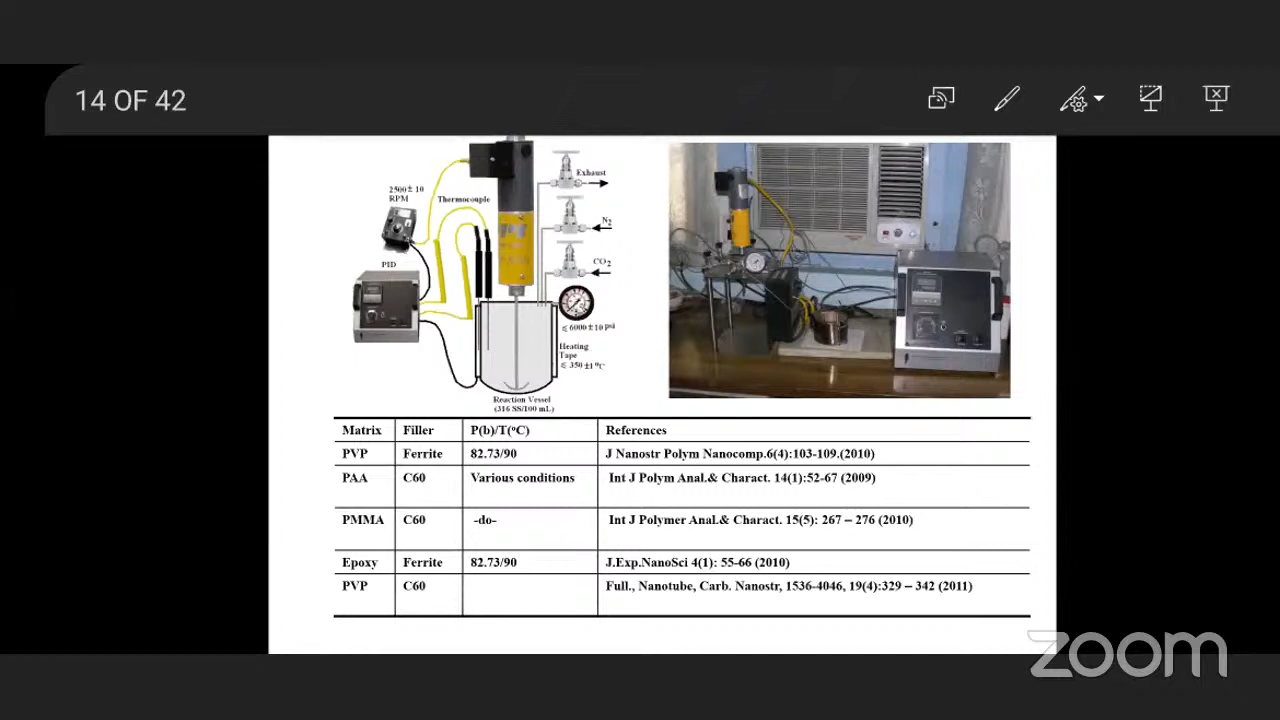 14 OF 42
Exhaust
2500±10
RPM
Thermocouple
N2
PID
CO2
≤ 6000±10 psi
Heating
Tape
≤ 350±1°C
Reaction Vessel
(316 SS/100 mL)
Matrix Filler P(b)/T(°C) References
PVP Ferrite 82.73/90 J Nanostr Polym Nanocomp.6(4):103-109.(2010)
PAA C60 Various conditions Int J Polym Anal.& Charact. 14(1):52-67 (2009)
PMMA C60 -do- Int J Polymer Anal.& Charact. 15(5): 267 – 276 (2010)
Epoxy Ferrite 82.73/90 J.Exp.NanoSci 4(1): 55-66 (2010)
PVP C60 Full., Nanotube, Carb. Nanostr, 1536-4046, 19(4):329 – 342 (2011)
zoom